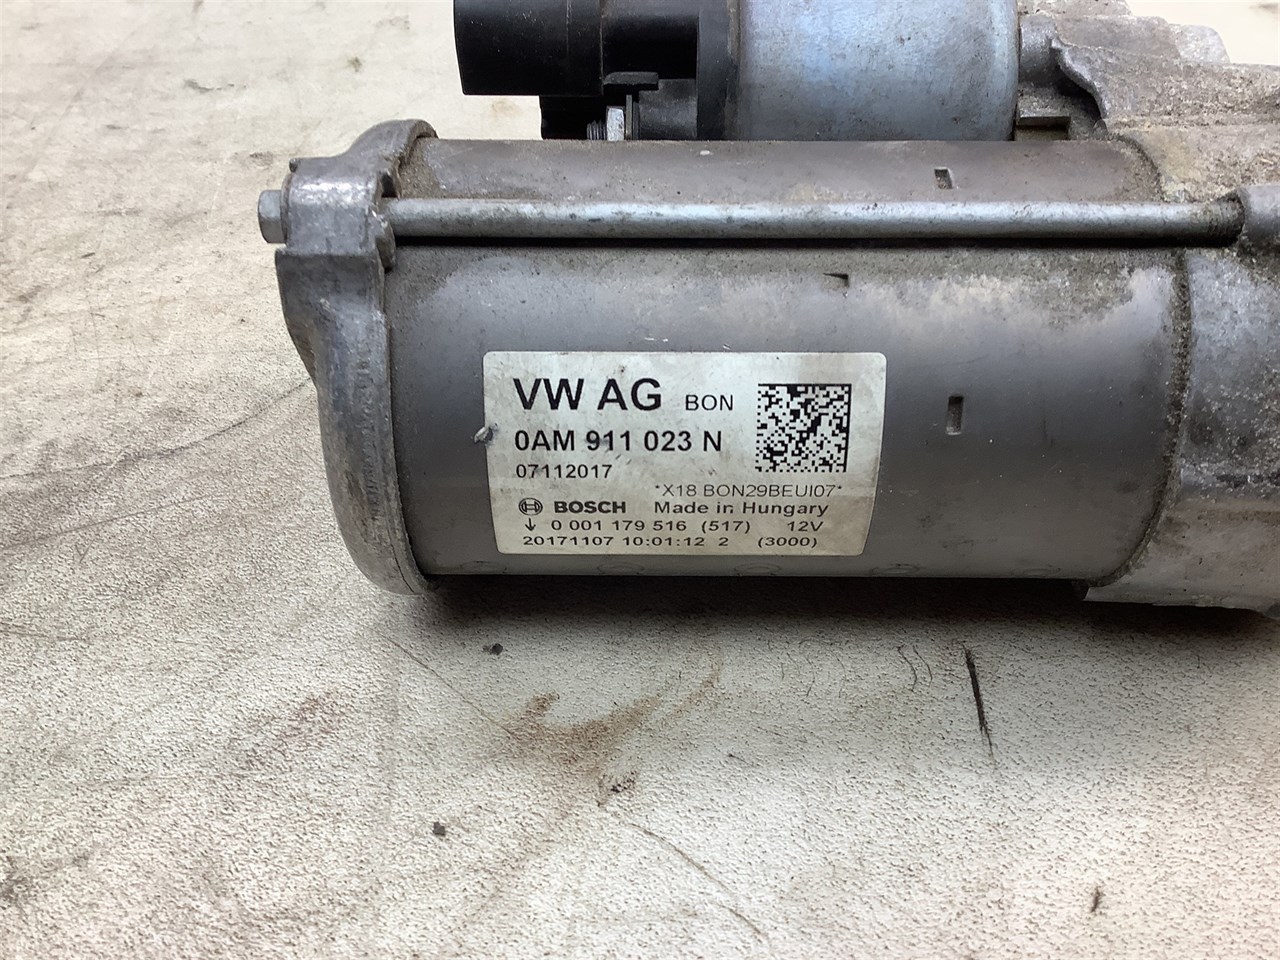 VW AG BON
0AM 911 023 N
07112017
*X18 BON29BEUI07*
BOSCH Made in Hungary
0 001 179 516 (517) 12V
20171107 10:01:12 2 (3000)